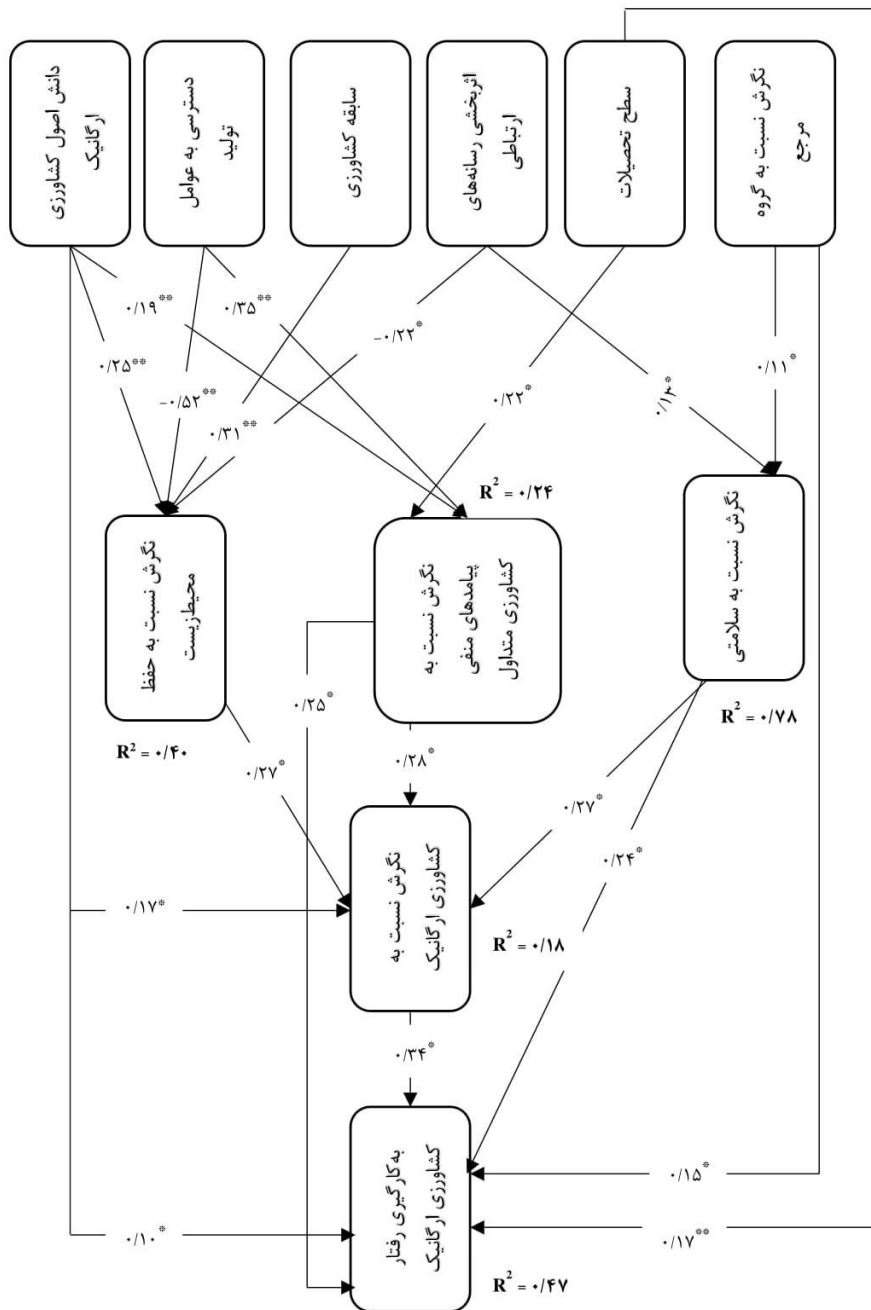 دانش اصول کشاورزی
ارگانیک
دسترسی به عوامل
تولید
سابقه کشاورزی
اثربخشی رسانه‌های
ارتباطی
سطح تحصیلات
نگرش نسبت به گروه
مرجع
۰/۱۹**
۰/۳۵**
-۰/۲۲*
۰/۱۱*
۰/۲۵**
-۰/۵۲**
۰/۳۱**
۰/۲۲*
۰/۱۳*
R² = ۰/۲۴
نگرش نسبت به حفظ
محیط‌زیست
نگرش نسبت به
پیامدهای منفی
کشاورزی متداول
نگرش نسبت به سلامتی
R² = ۰/۴۰
R² = ۰/۷۸
۰/۲۵*
۰/۲۷*
۰/۲۸*
۰/۲۷*
۰/۲۴*
نگرش نسبت به
کشاورزی ارگانیک
۰/۱۷*
R² = ۰/۱۸
۰/۳۴*
به‌کارگیری رفتار
کشاورزی ارگانیک
۰/۱۵*
۰/۱۰*
۰/۱۷**
R² = ۰/۴۷